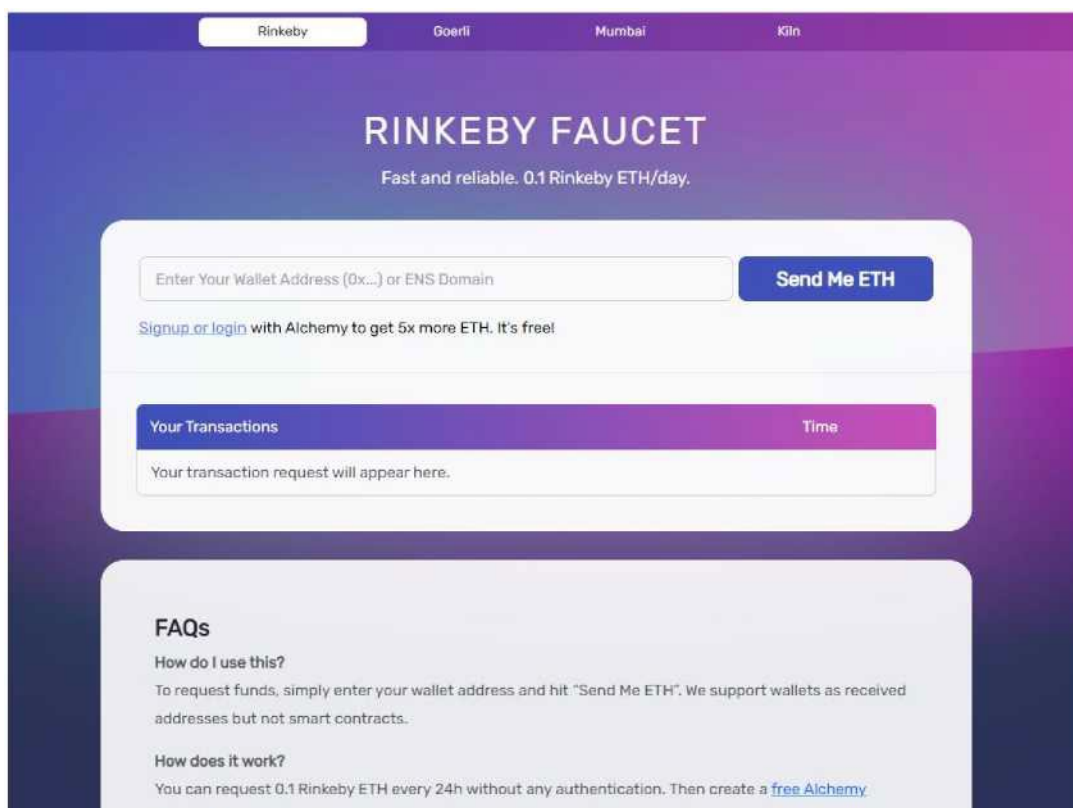 Rinkeby Goerli Mumbai Kiln
RINKEBY FAUCET
Fast and reliable. 0.1 Rinkeby ETH/day.
Enter Your Wallet Address (0x...) or ENS Domain Send Me ETH
Signup or login with Alchemy to get 5x more ETH. It's free!
Your Transactions Time
Your transaction request will appear here.
FAQs
How do I use this?
To request funds, simply enter your wallet address and hit "Send Me ETH". We support wallets as received
addresses but not smart contracts.
How does it work?
You can request 0.1 Rinkeby ETH every 24h without any authentication. Then create a free Alchemy